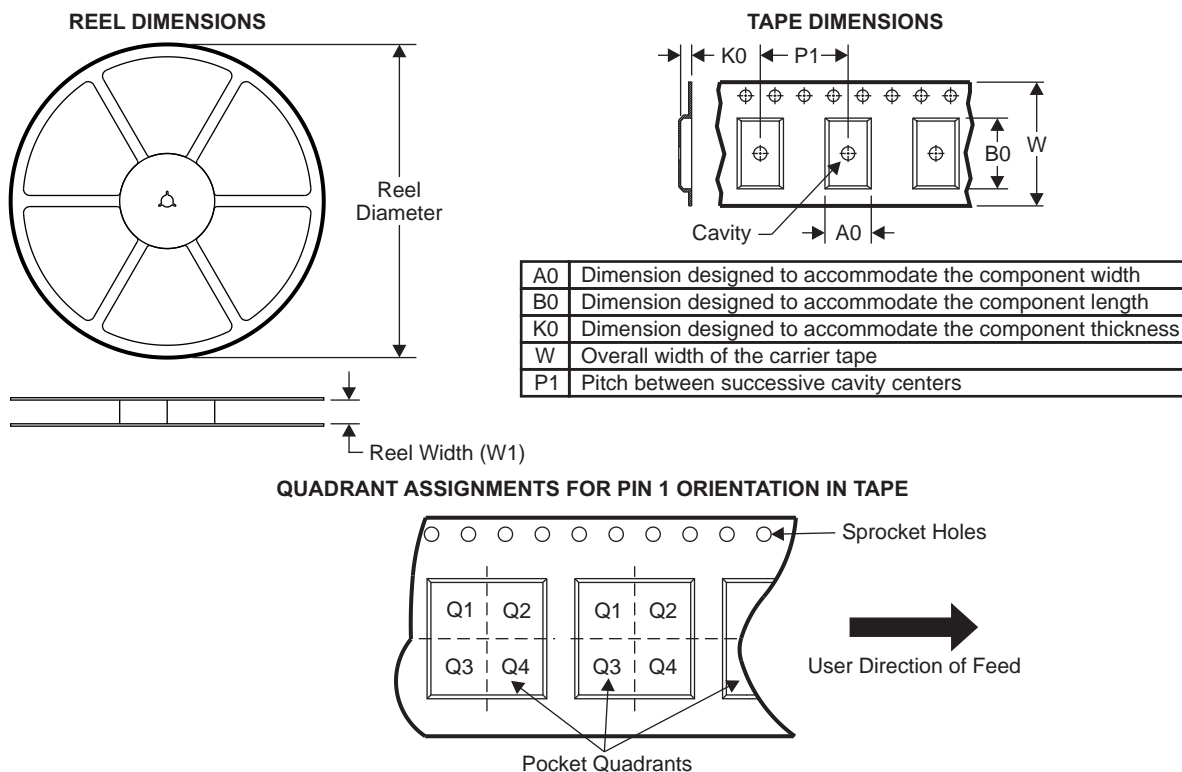 REEL DIMENSIONS
Reel
Diameter
Reel Width (W1)
TAPE DIMENSIONS
K0
P1
B0
W
Cavity
A0
A0 Dimension designed to accommodate the component width
B0 Dimension designed to accommodate the component length
K0 Dimension designed to accommodate the component thickness
W Overall width of the carrier tape
P1 Pitch between successive cavity centers
QUADRANT ASSIGNMENTS FOR PIN 1 ORIENTATION IN TAPE
Sprocket Holes
Q1 Q2 Q1 Q2
Q3 Q4 Q3 Q4
User Direction of Feed
Pocket Quadrants